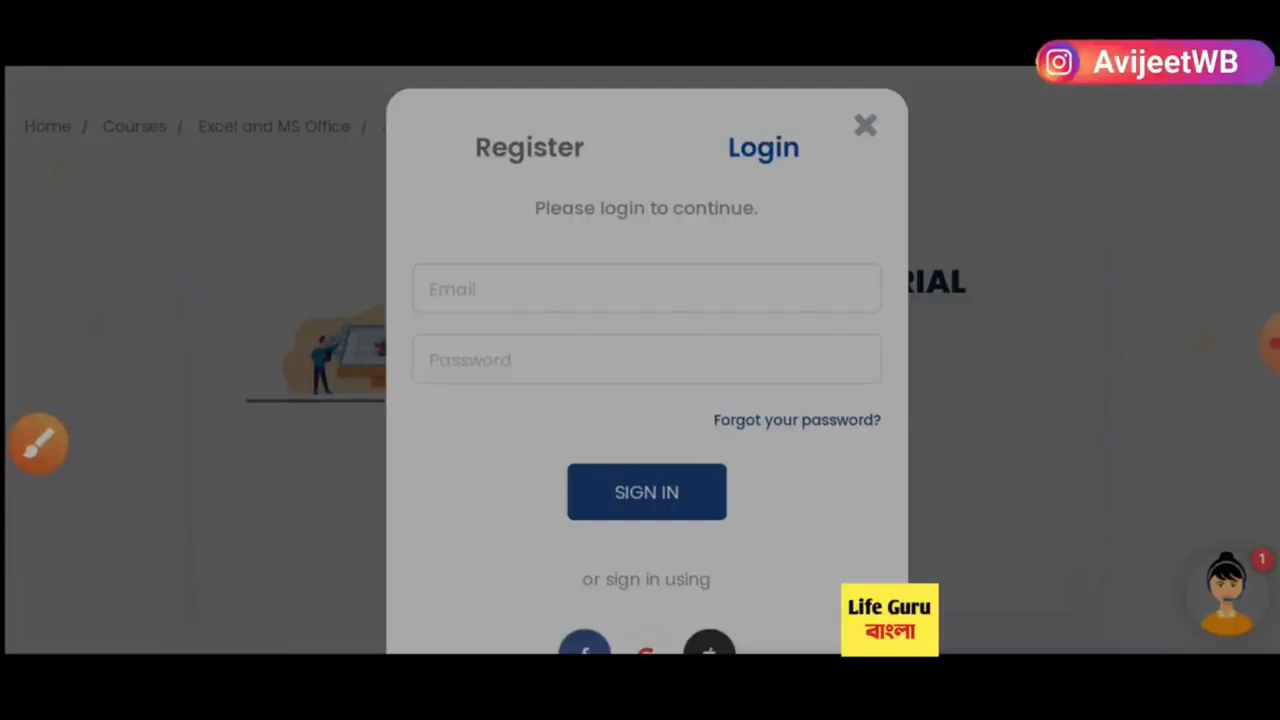 AvijeetWB
Home / Courses / Excel and MS Office /
Register
Login
Please login to continue.
RIAL
Email
Password
Forgot your password?
SIGN IN
or sign in using
1
Life Guru
বাংলা